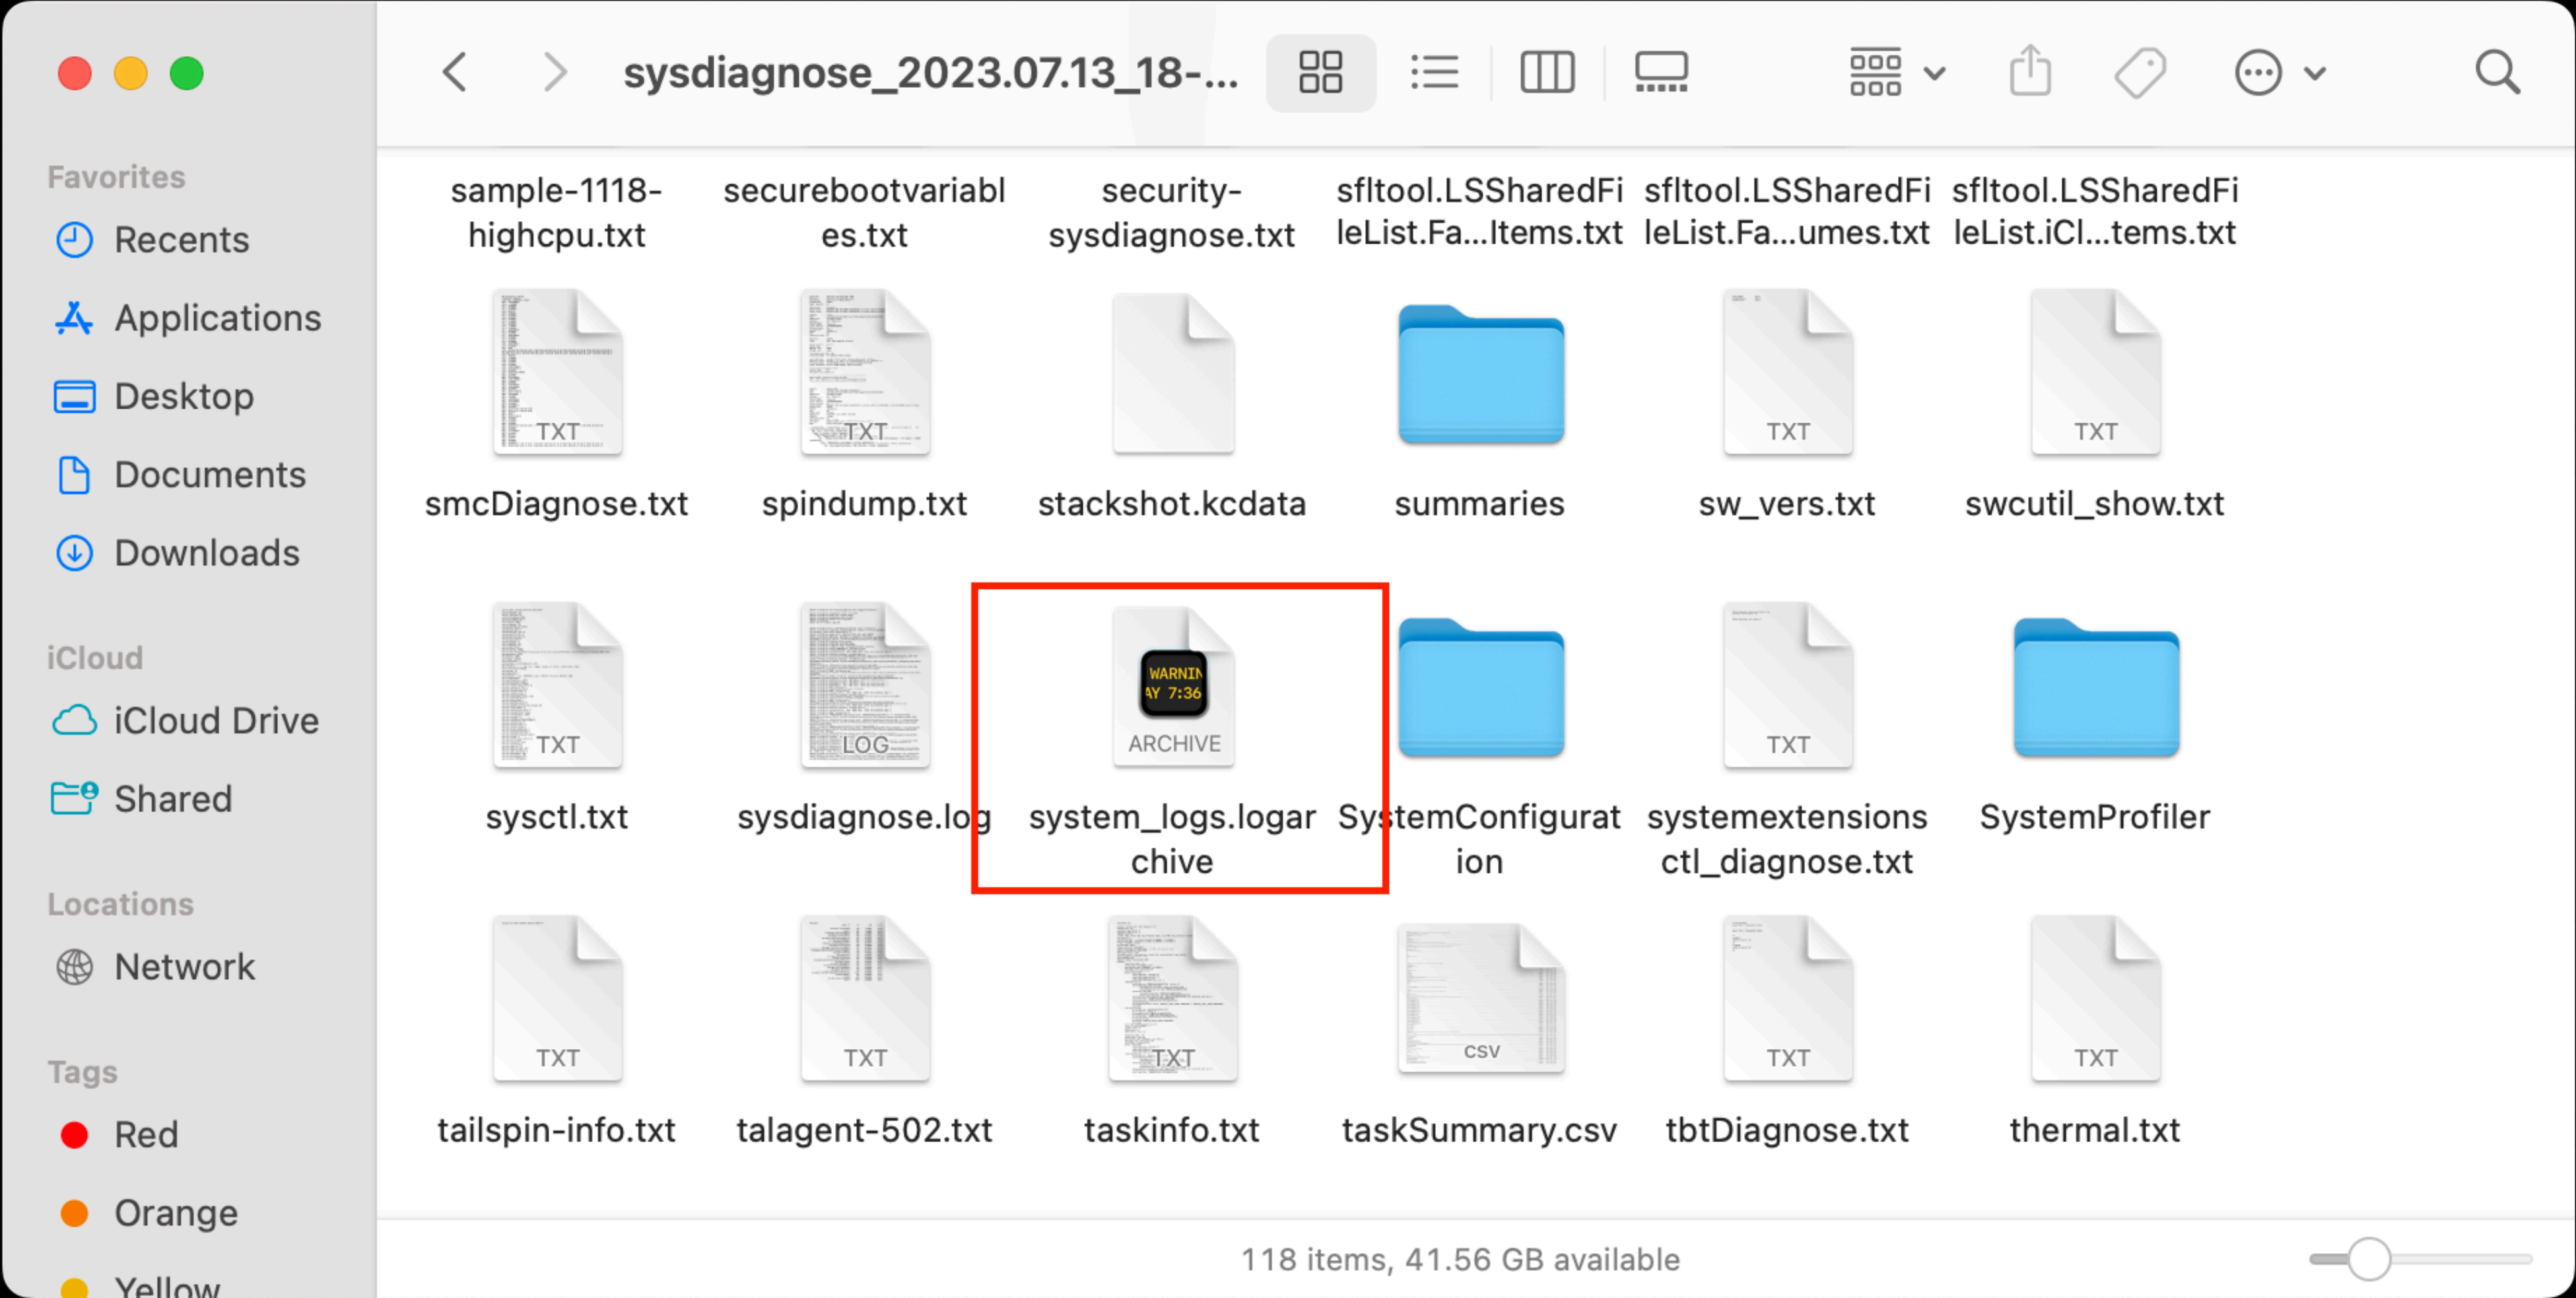 sysdiagnose_2023.07.13_18-...
Favorites
Recents
Applications
Desktop
Documents
Downloads
iCloud
iCloud Drive
Shared
Locations
Network
Tags
Red
Orange
Yellow
sample-1118-
highcpu.txt
securebootvariabl
es.txt
security-
sysdiagnose.txt
sfltool.LSSharedFi
leList.Fa...Items.txt
sfltool.LSSharedFi
leList.Fa...umes.txt
sfltool.LSSharedFi
leList.iCl...tems.txt
TXT
smcDiagnose.txt
TXT
spindump.txt
stackshot.kcdata
summaries
TXT
sw_vers.txt
TXT
swcutil_show.txt
TXT
sysctl.txt
LOG
sysdiagnose.log
WARNIN
AY 7:36
ARCHIVE
system_logs.logar
chive
SystemConfigurat
ion
TXT
systemextensions
ctl_diagnose.txt
SystemProfiler
TXT
tailspin-info.txt
TXT
talagent-502.txt
TXT
taskinfo.txt
CSV
taskSummary.csv
TXT
tbtDiagnose.txt
TXT
thermal.txt
118 items, 41.56 GB available